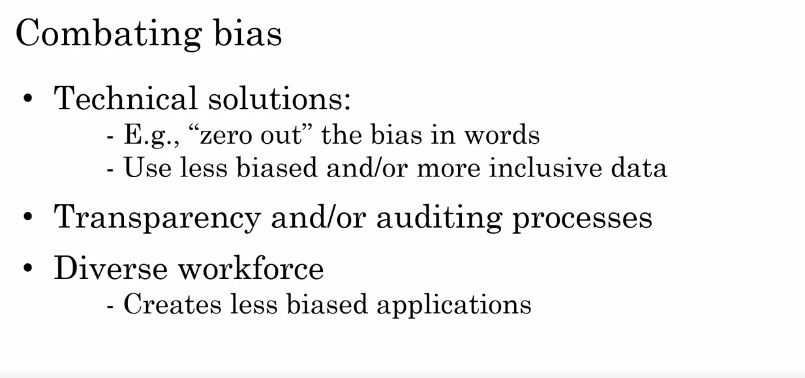 Combating bias
• Technical solutions:
- E.g., “zero out” the bias in words
- Use less biased and/or more inclusive data
• Transparency and/or auditing processes
• Diverse workforce
- Creates less biased applications